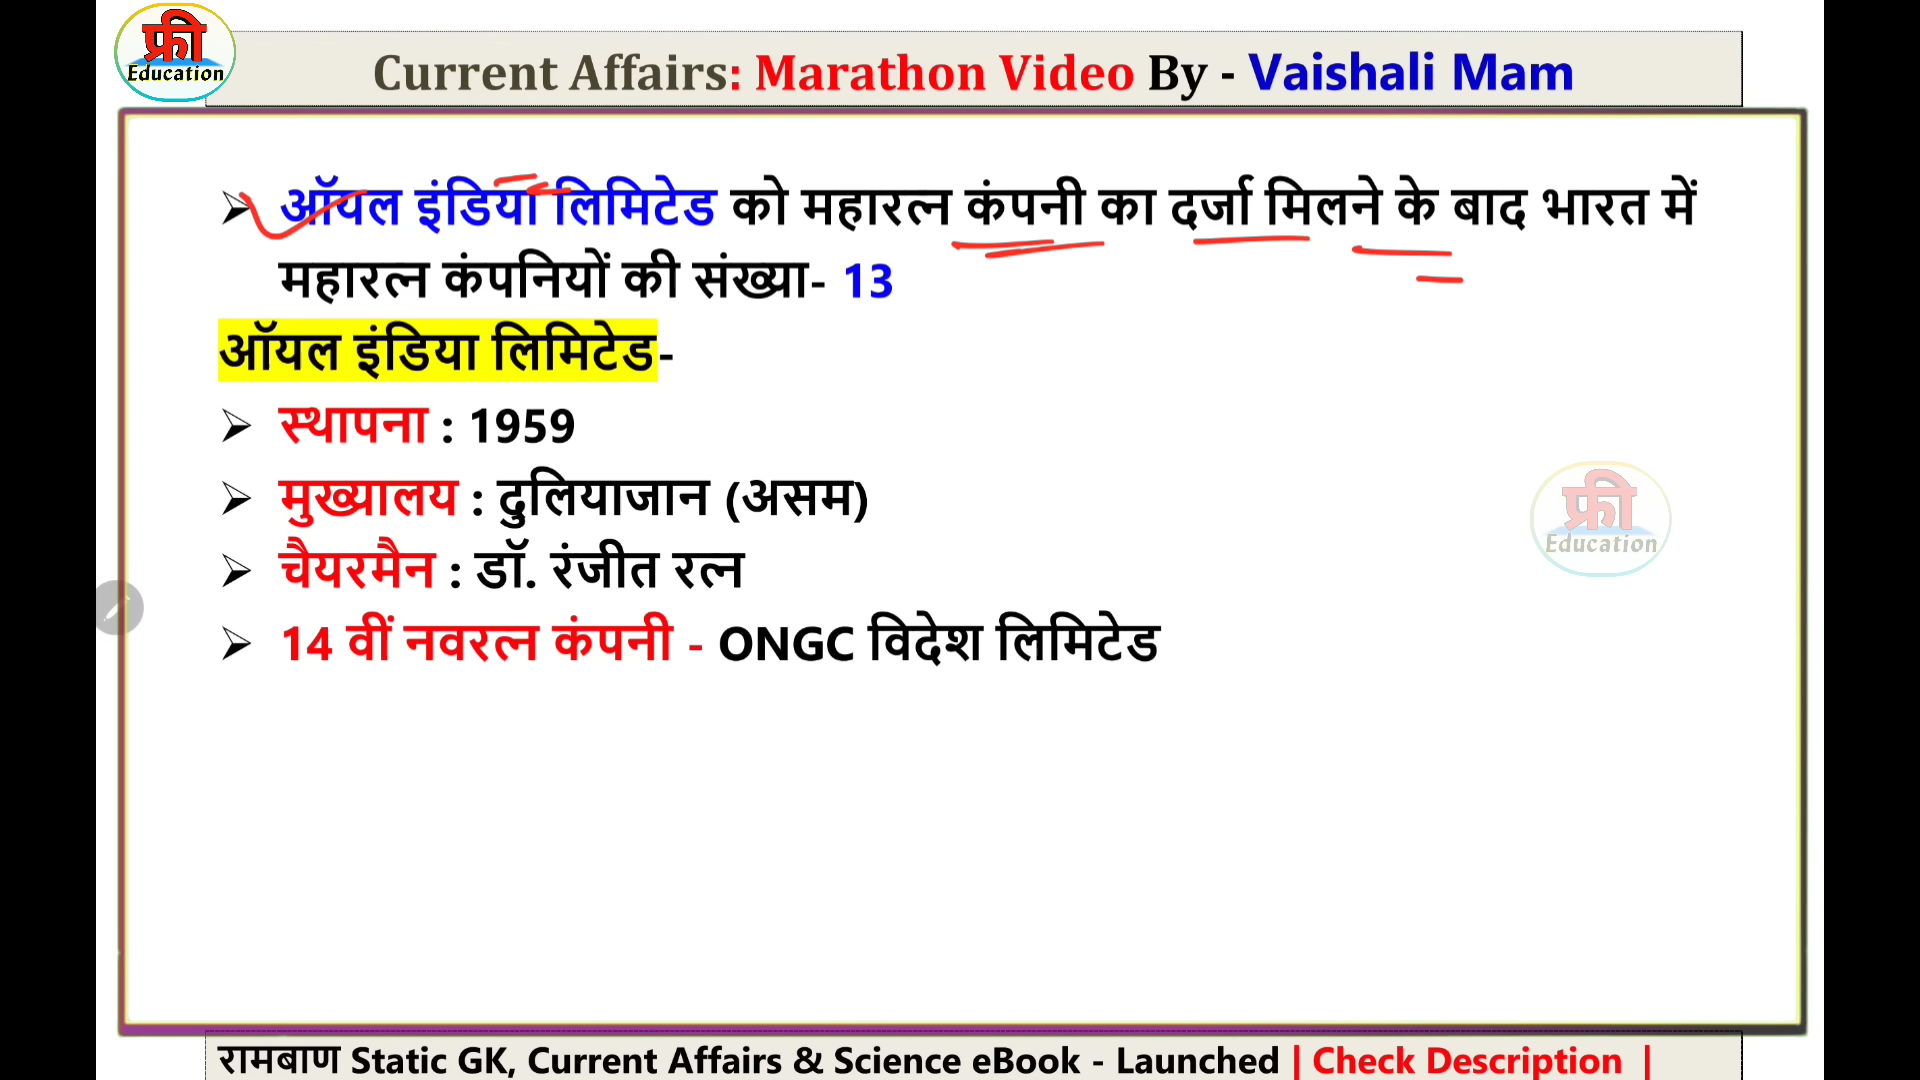 फ्री
Education
Current Affairs: Marathon Video By - Vaishali Mam
➢ ऑयल इंडिया लिमिटेड को महारत्न कंपनी का दर्जा मिलने के बाद भारत में
महारत्न कंपनियों की संख्या- 13
ऑयल इंडिया लिमिटेड-
➢ स्थापना : 1959
➢ मुख्यालय : दुलियाजान (असम)
➢ चैयरमैन : डॉ. रंजीत रत्न
➢ 14 वीं नवरत्न कंपनी - ONGC विदेश लिमिटेड
फ्री
Education
रामबाण Static GK, Current Affairs & Science eBook - Launched | Check Description |